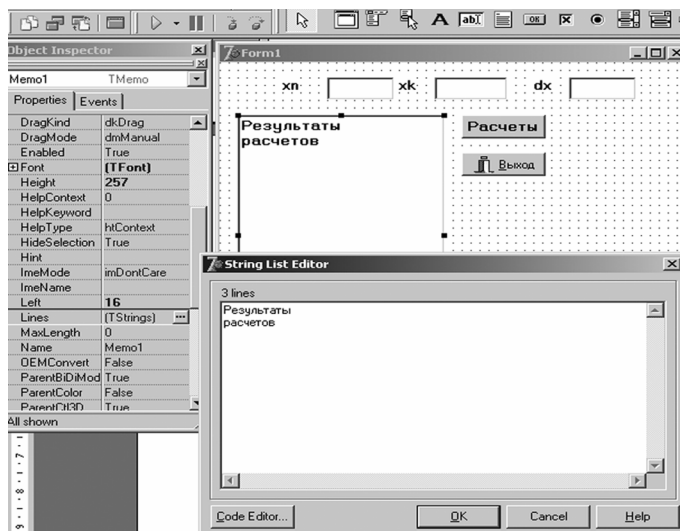 Object Inspector
Memo1 TMemo
Properties Events
DragKind dkDrag
DragMode dmManual
Enabled True
Font (TFont)
Height 257
HelpContext 0
HelpKeyword
HelpType htContext
HideSelection True
Hint
ImeMode imDontCare
ImeName
Left 16
Lines (TStrings) ...
MaxLength 0
Name Memo1
OEMConvert False
ParentBiDiMod True
ParentColor False
ParentCtl3D True
All shown
A ab OK
Form1
xn xk dx
Результаты
расчетов
Расчеты
Выход
String List Editor
3 lines
Результаты
расчетов
Code Editor... OK Cancel Help